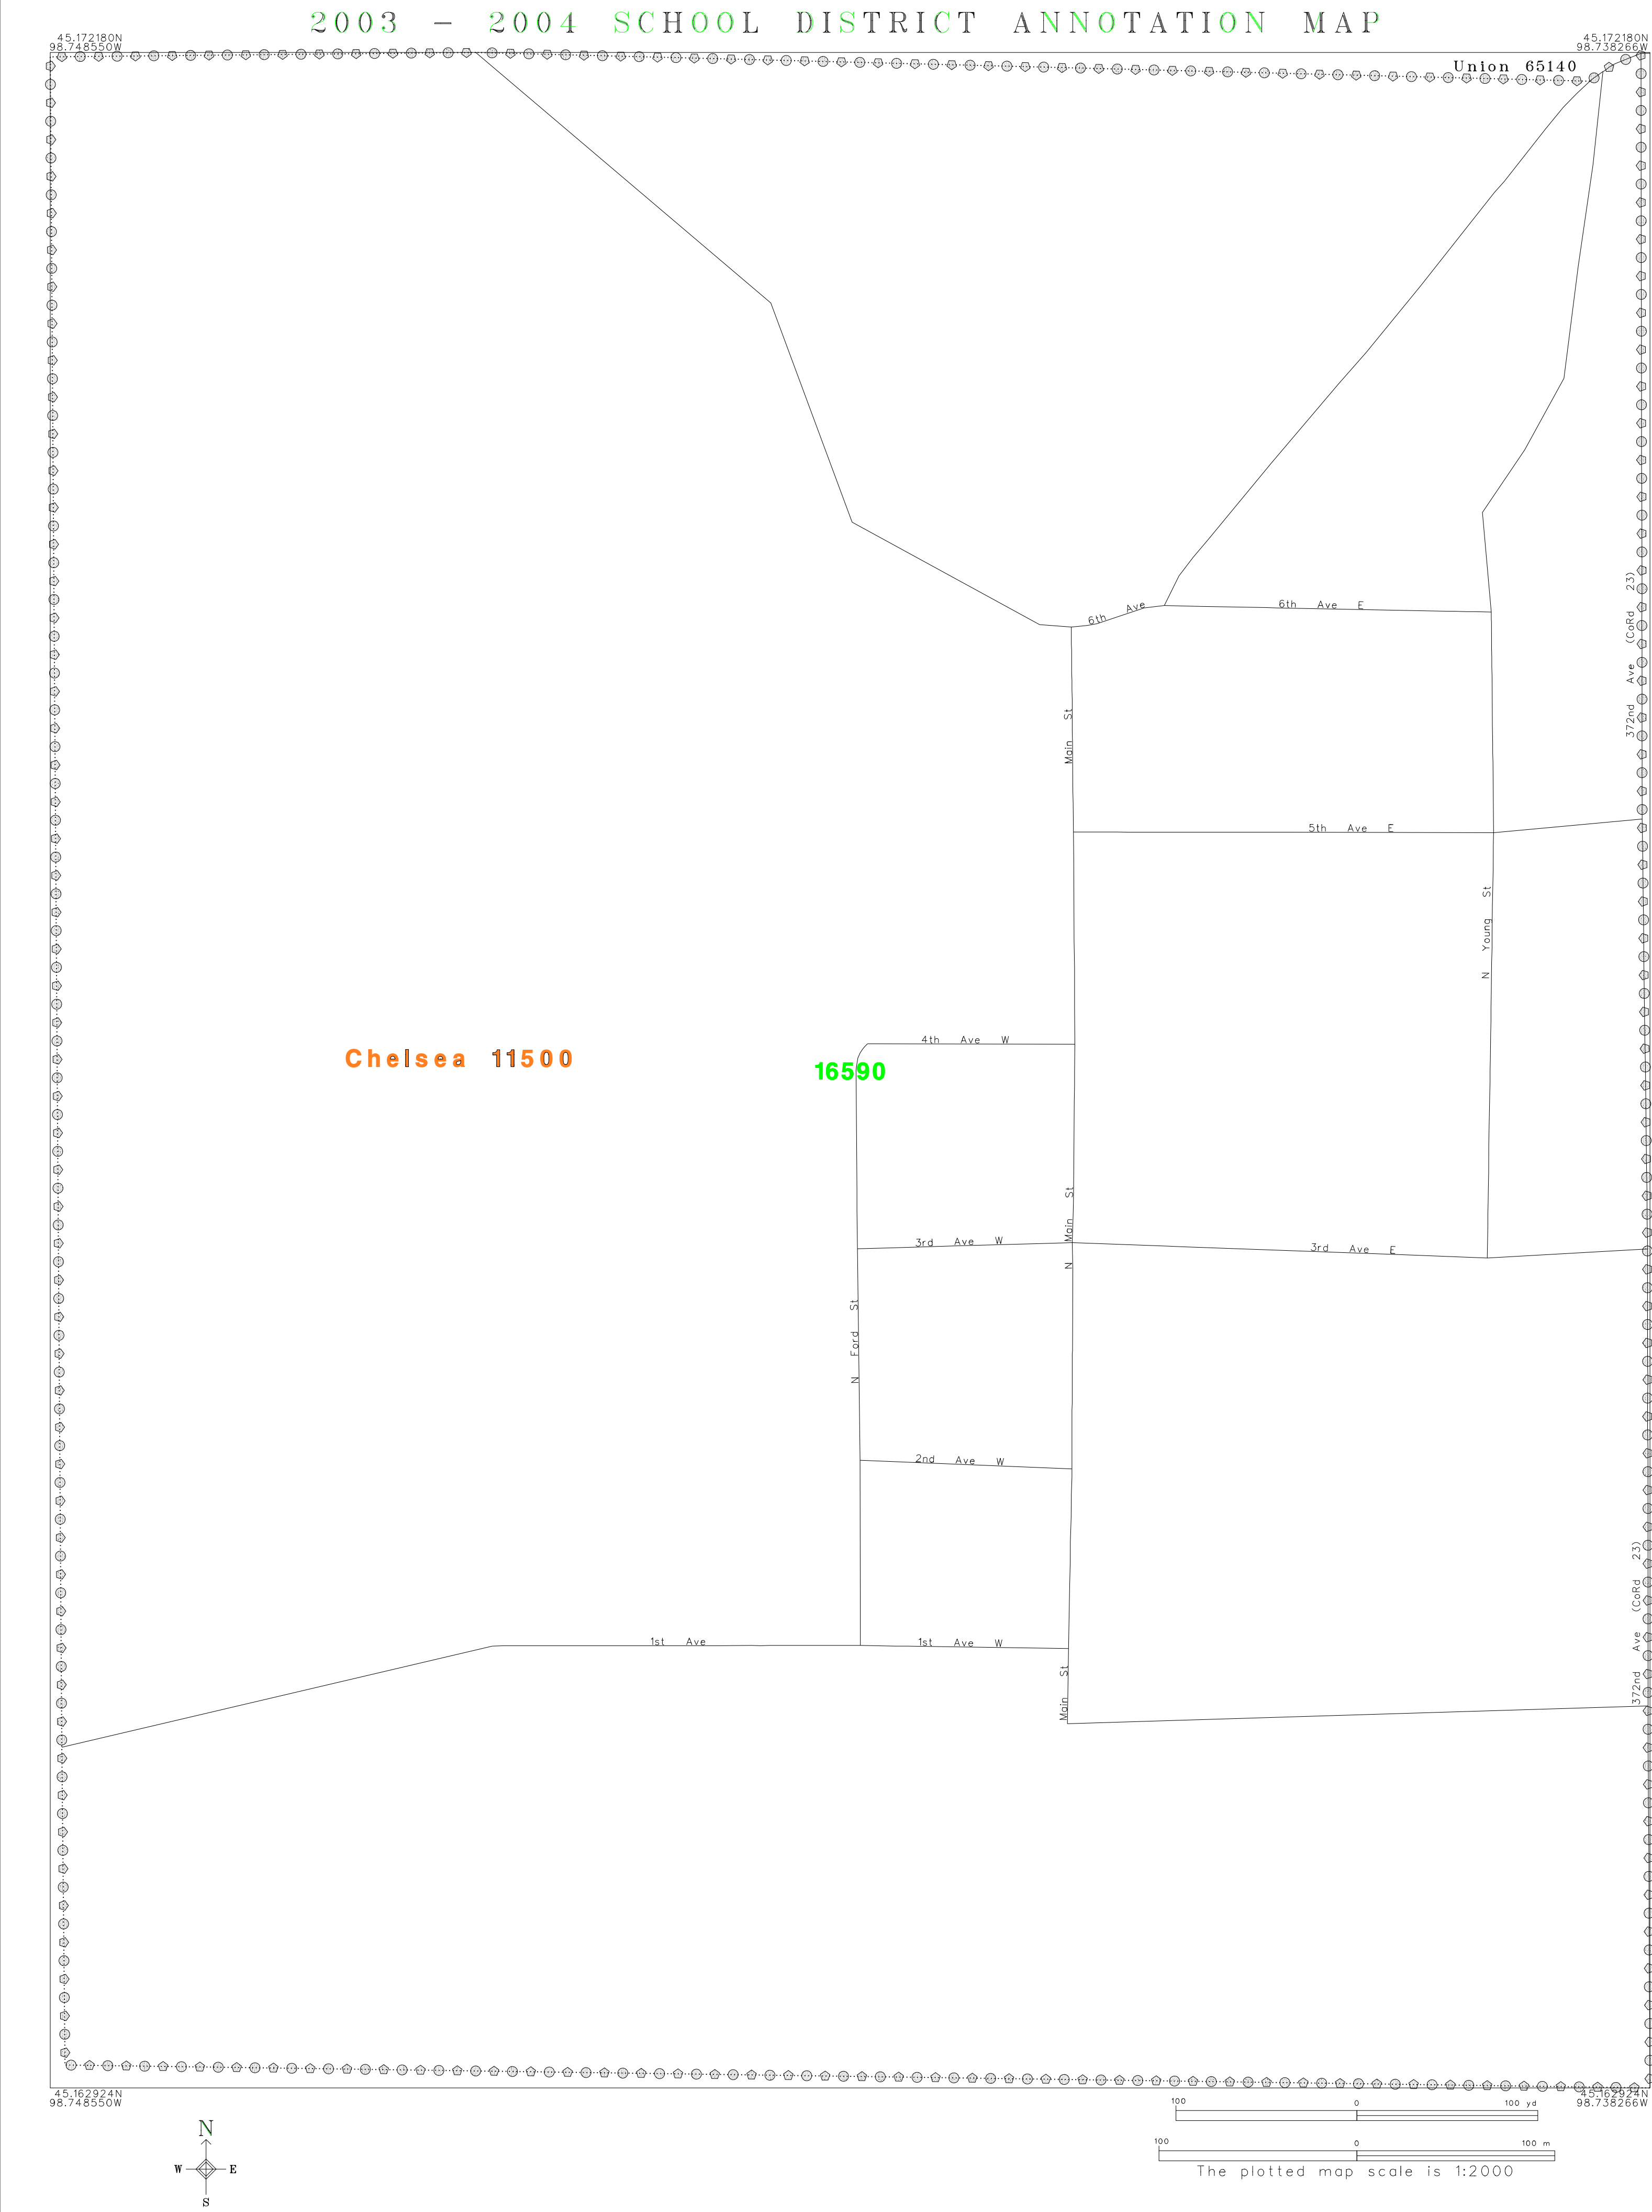 2003 - 2004 SCHOOL DISTRICT ANNOTATION MAP
45.172180N
98.748550W
45.172180N
98.738266W
Union 65140
372nd Ave (CoRd 23)
6th Ave
6th Ave E
Main St
5th Ave E
N Young St
4th Ave W
Chelsea 11500
16590
N Main St
3rd Ave W
3rd Ave E
N Ford St
2nd Ave W
372nd Ave (CoRd 23)
1st Ave
1st Ave W
Main St
45.162924N
98.748550W
45.162924N
98.738266W
100 0 100 yd
100 0 100 m
The plotted map scale is 1:2000
N
W E
S